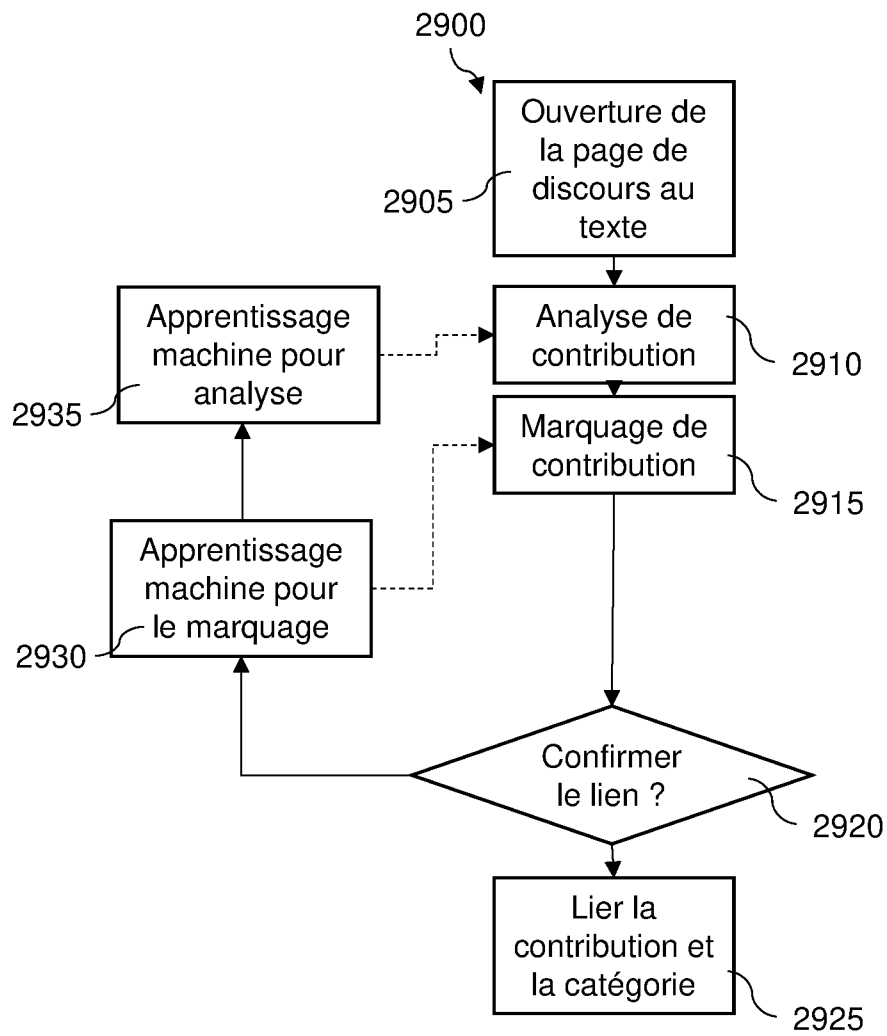 2900
Ouverture de
la page de
discours au
texte
2905
Analyse de
contribution
2910
Apprentissage
machine pour
analyse
2935
Marquage de
contribution
2915
Apprentissage
machine pour
le marquage
2930
Confirmer
le lien ?
2920
Lier la
contribution et
la catégorie
2925